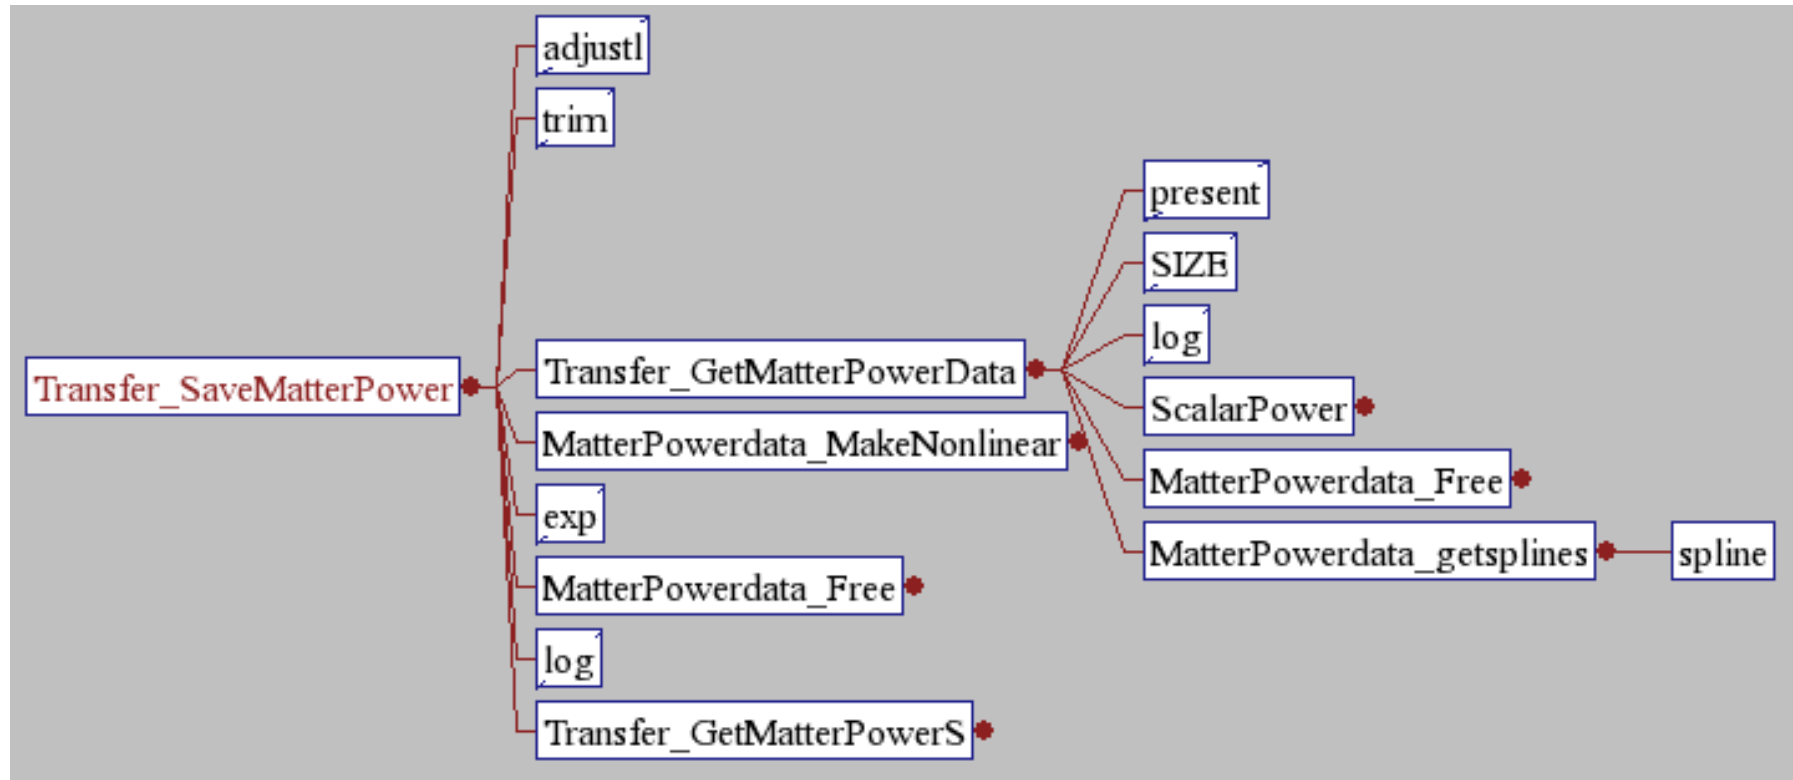 adjustl
trim
present
SIZE
log
Transfer_SaveMatterPower
Transfer_GetMatterPowerData
ScalarPower
MatterPowerdata_MakeNonlinear
MatterPowerdata_Free
exp
MatterPowerdata_getsplines
spline
MatterPowerdata_Free
log
Transfer_GetMatterPowerS